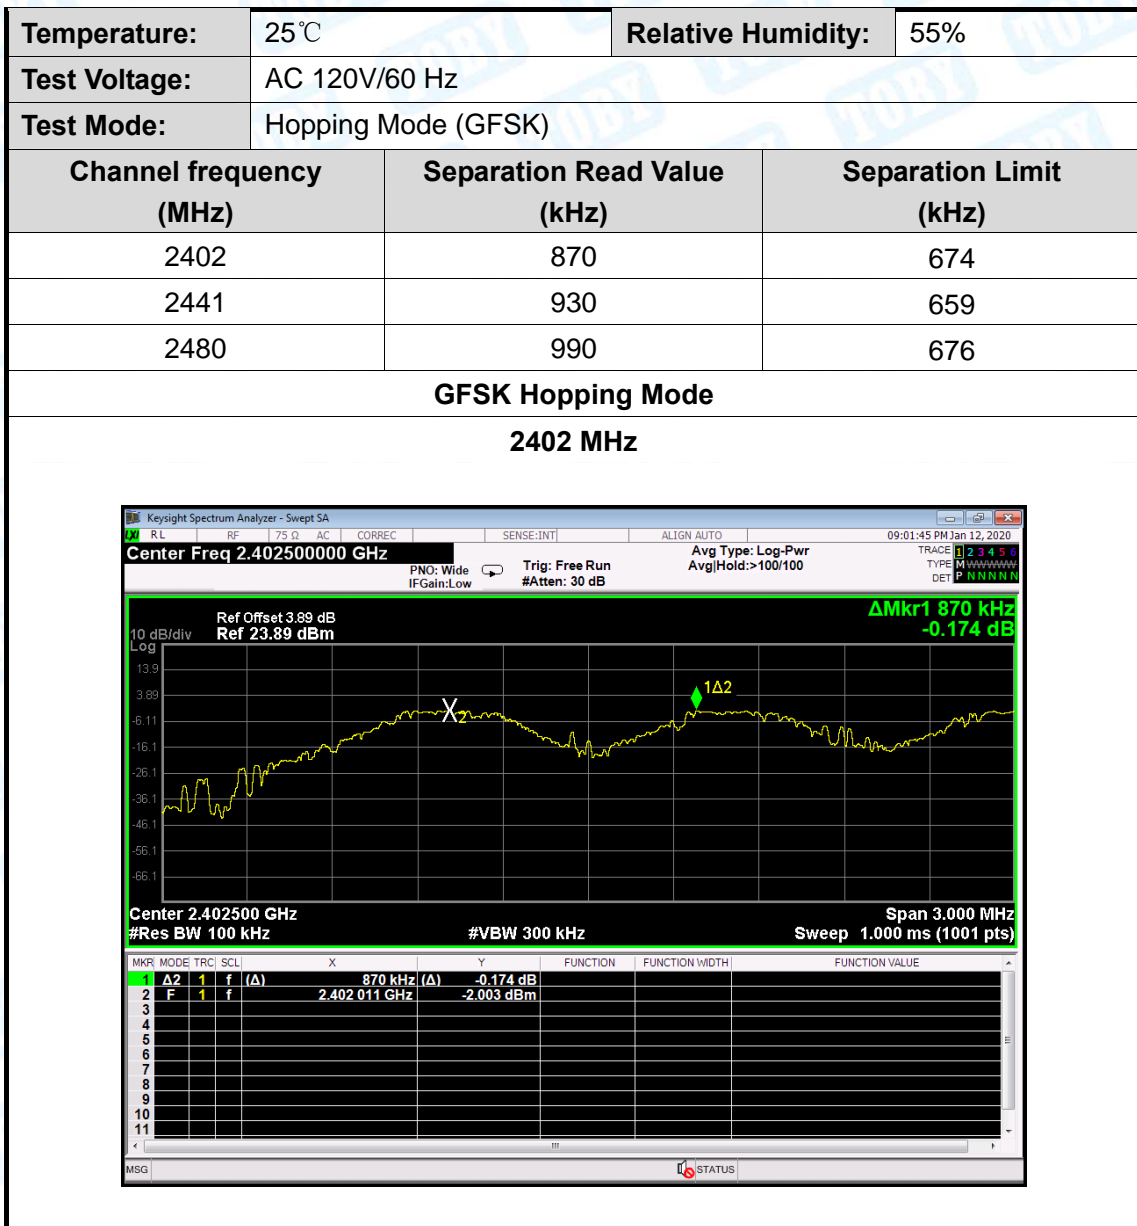 Temperature: 25℃ Relative Humidity: 55%
Test Voltage: AC 120V/60 Hz
Test Mode: Hopping Mode (GFSK)
Channel frequency (MHz) Separation Read Value (kHz) Separation Limit (kHz)
2402 870 674
2441 930 659
2480 990 676
GFSK Hopping Mode
2402 MHz
Keysight Spectrum Analyzer - Swept SA
LXI RL RF 75 Ω AC CORREC SENSE:INT ALIGN AUTO 09:01:45 PM Jan 12, 2020
Center Freq 2.402500000 GHz
PNO: Wide
IFGain:Low
Trig: Free Run
#Atten: 30 dB
Avg Type: Log-Pwr
Avg|Hold:>100/100
TRACE 1 2 3 4 5 6
TYPE M WWWWW
DET P N N N N N
ΔMkr1 870 kHz
-0.174 dB
Ref Offset 3.89 dB
10 dB/div Ref 23.89 dBm
Log
13.9
3.89
-6.11
-16.1
-26.1
-36.1
-46.1
-56.1
-66.1
1Δ2
X2
Center 2.402500 GHz Span 3.000 MHz
#Res BW 100 kHz #VBW 300 kHz Sweep 1.000 ms (1001 pts)
MKR MODE TRC SCL X Y FUNCTION FUNCTION WIDTH FUNCTION VALUE
1 Δ2 1 f (Δ) 870 kHz (Δ) -0.174 dB
2 F 1 f 2.402 011 GHz -2.003 dBm
3
4
5
6
7
8
9
10
11
MSG STATUS
TOBY